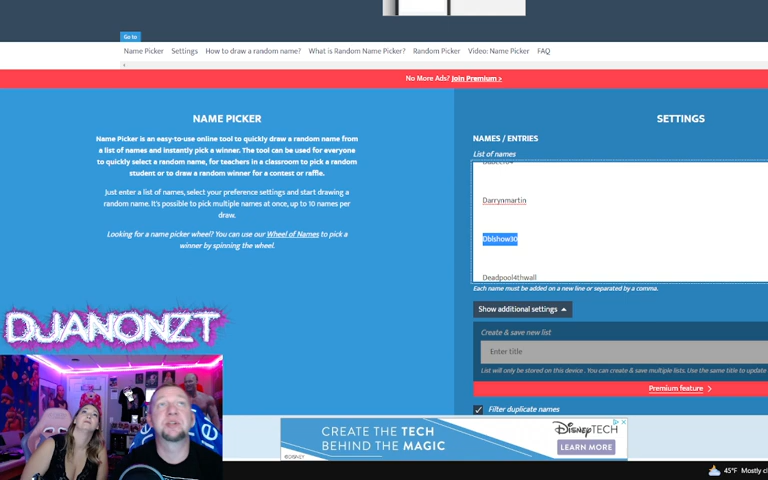 Go to
Name Picker Settings How to draw a random name? What is Random Name Picker? Random Picker Video: Name Picker FAQ
No More Ads? Join Premium >
NAME PICKER
Name Picker is an easy-to-use online tool to quickly draw a random name from
a list of names and instantly pick a winner. The tool can be used for everyone
to quickly select a random name, for teachers in a classroom to pick a random
student or to draw a random winner for a contest or raffle.
Just enter a list of names, select your preference settings and start drawing a
random name. It's possible to pick multiple names at once, up to 10 names per
draw.
Looking for a name picker wheel? You can use our Wheel of Names to pick a
winner by spinning the wheel.
SETTINGS
NAMES / ENTRIES
List of names
Darrynmartin
Dblshow30
Deadpool4thwall
Each name must be added on a new line or separated by a comma.
Show additional settings
Create & save new list
Enter title
List will only be stored on this device . You can create & save multiple lists. Use the same title to update
Premium feature >
Filter duplicate names
DJANONZT
CREATE THE TECH
BEHIND THE MAGIC
©DISNEY
Disney TECH
LEARN MORE
45°F Mostly cl